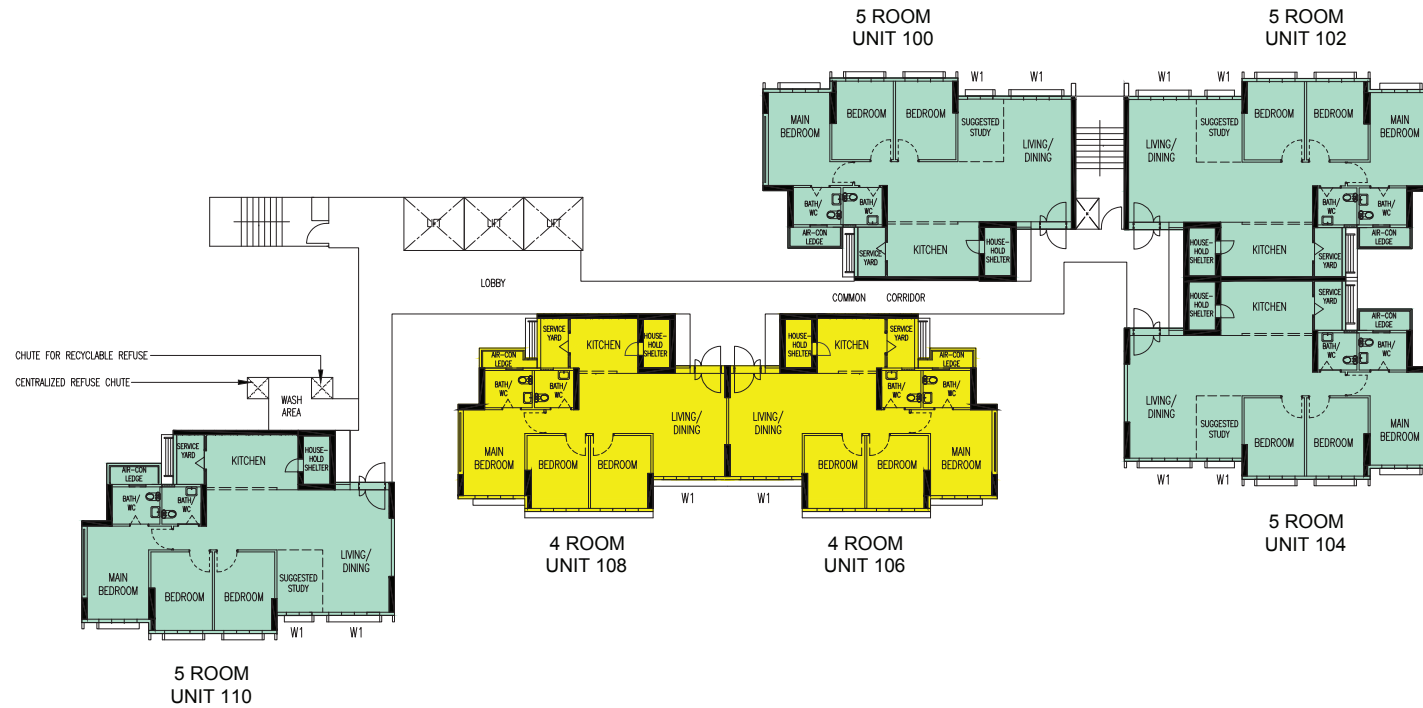 5 ROOM
UNIT 100
5 ROOM
UNIT 102
W1
W1
W1
W1
MAIN
BEDROOM
BEDROOM
BEDROOM
SUGGESTED
STUDY
LIVING/
DINING
BATH/
WC
BATH/
WC
AIR-CON
LEDGE
SERVICE
YARD
KITCHEN
HOUSE-
HOLD
SHELTER
LIVING/
DINING
SUGGESTED
STUDY
BEDROOM
BEDROOM
MAIN
BEDROOM
BATH/
WC
BATH/
WC
AIR-CON
LEDGE
HOUSE-
HOLD
SHELTER
KITCHEN
SERVICE
YARD
LIFT
LIFT
LIFT
LOBBY
COMMON CORRIDOR
HOUSE-
HOLD
SHELTER
KITCHEN
SERVICE
YARD
AIR-CON
LEDGE
BATH/
WC
BATH/
WC
LIVING/
DINING
SUGGESTED
STUDY
BEDROOM
BEDROOM
MAIN
BEDROOM
W1
W1
5 ROOM
UNIT 104
SERVICE
YARD
KITCHEN
HOUSE-
HOLD
SHELTER
AIR-CON
LEDGE
BATH/
WC
BATH/
WC
LIVING/
DINING
MAIN
BEDROOM
BEDROOM
BEDROOM
W1
4 ROOM
UNIT 108
HOUSE-
HOLD
SHELTER
KITCHEN
SERVICE
YARD
AIR-CON
LEDGE
BATH/
WC
BATH/
WC
LIVING/
DINING
BEDROOM
BEDROOM
MAIN
BEDROOM
W1
4 ROOM
UNIT 106
CHUTE FOR RECYCLABLE REFUSE
CENTRALIZED REFUSE CHUTE
WASH
AREA
SERVICE
YARD
KITCHEN
HOUSE-
HOLD
SHELTER
AIR-CON
LEDGE
BATH/
WC
BATH/
WC
LIVING/
DINING
MAIN
BEDROOM
BEDROOM
BEDROOM
SUGGESTED
STUDY
W1
W1
5 ROOM
UNIT 110